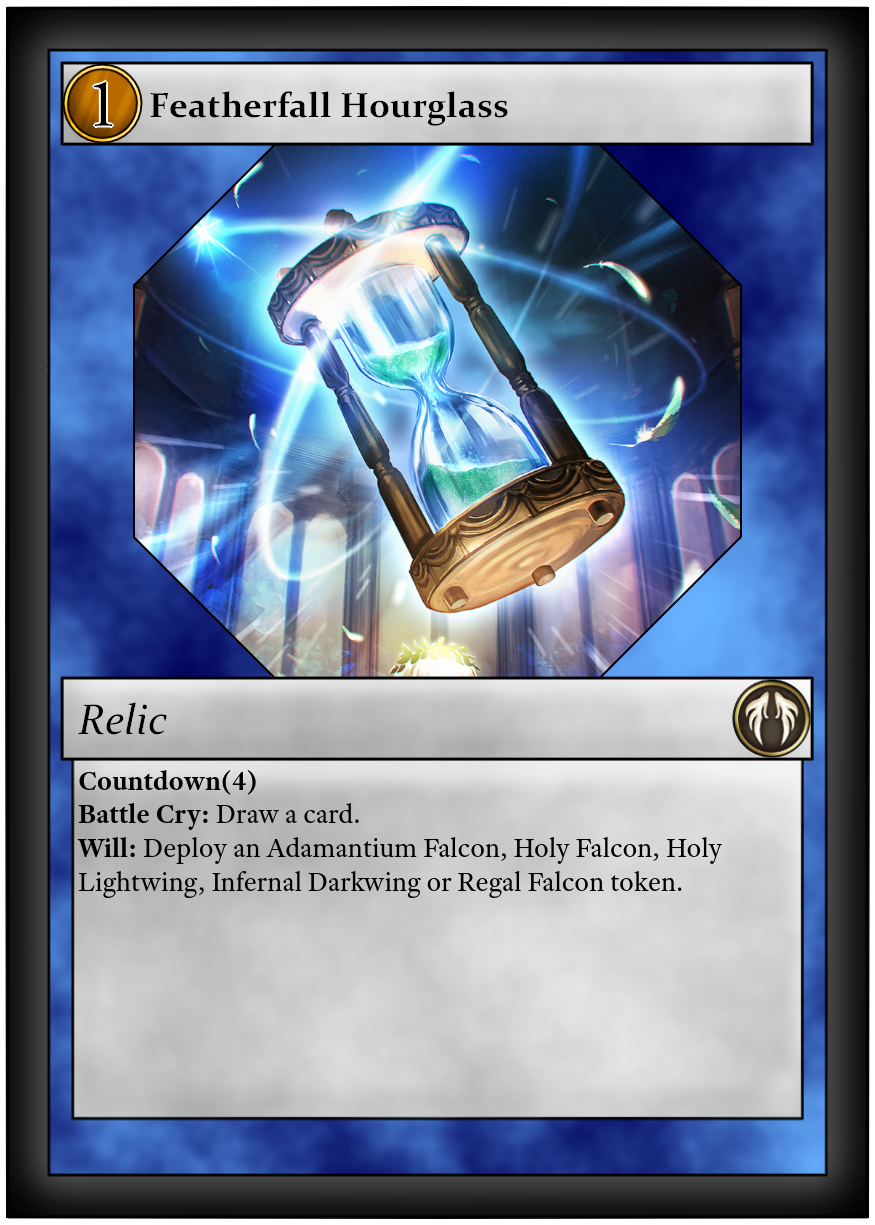 1
Featherfall Hourglass
Relic
Countdown(4)
Battle Cry: Draw a card.
Will: Deploy an Adamantium Falcon, Holy Falcon, Holy
Lightwing, Infernal Darkwing or Regal Falcon token.